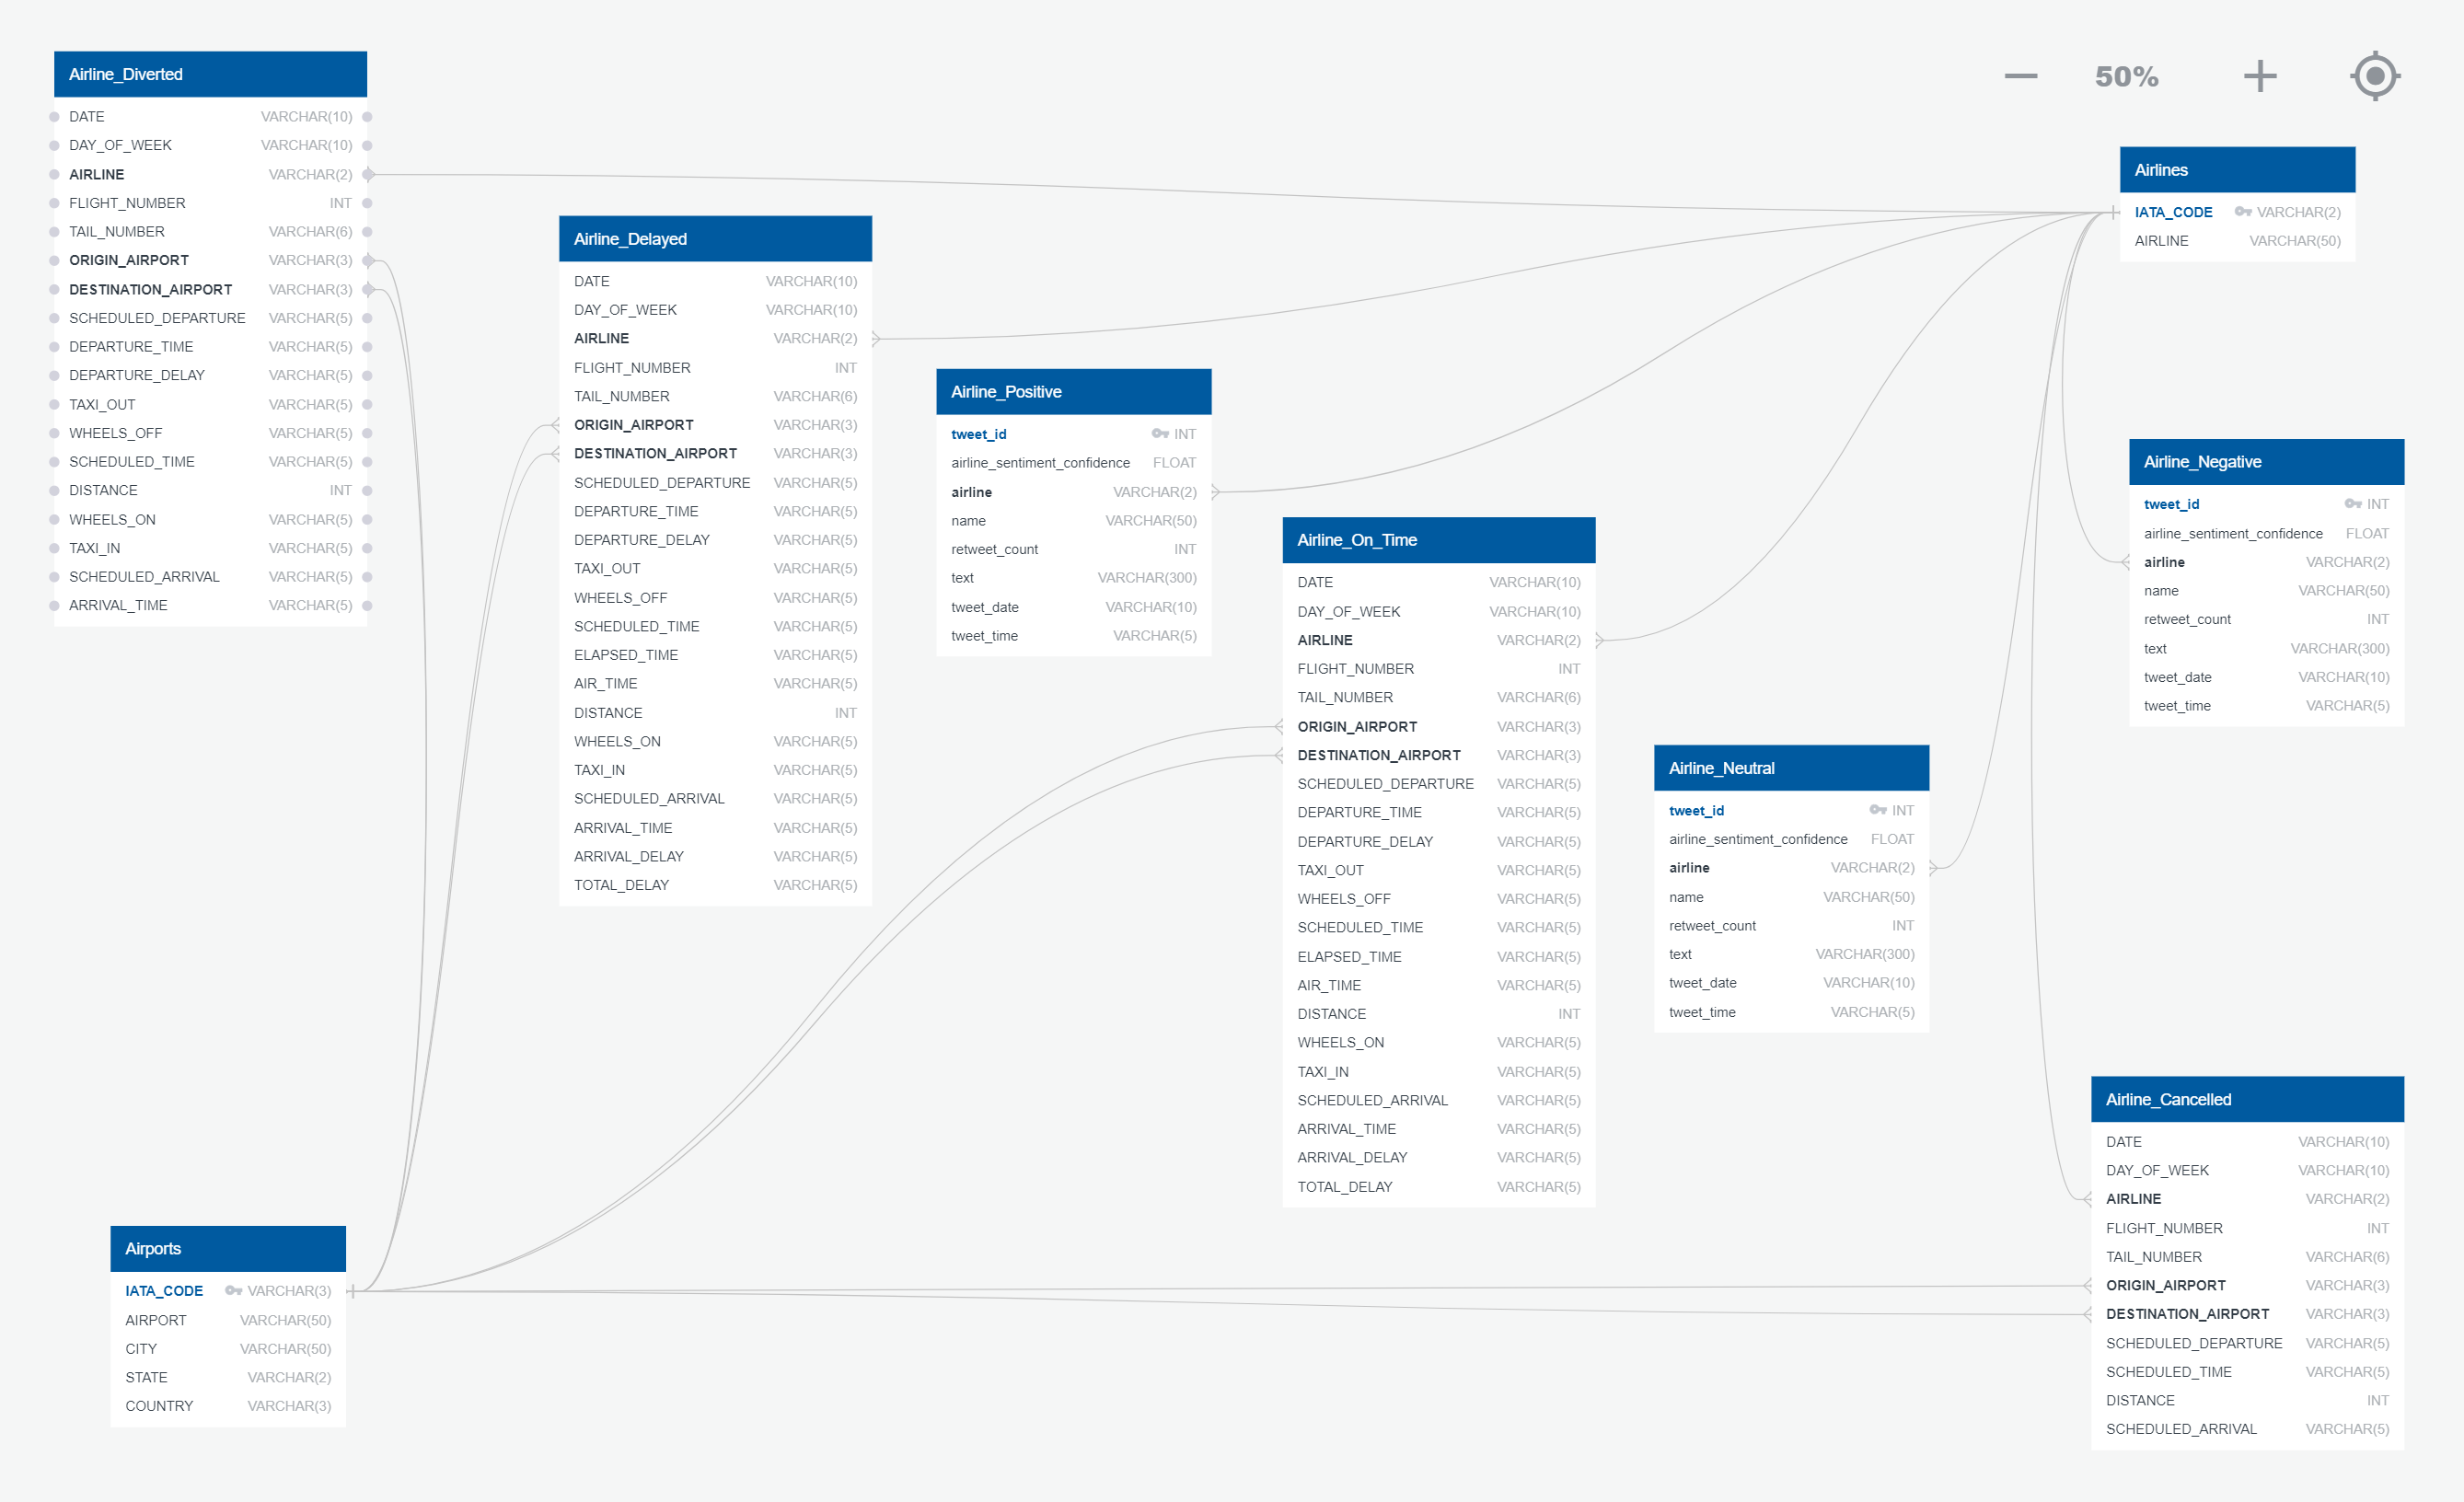 50%
Airline_Diverted
DATE VARCHAR(10)
DAY_OF_WEEK VARCHAR(10)
AIRLINE VARCHAR(2)
FLIGHT_NUMBER INT
TAIL_NUMBER VARCHAR(6)
ORIGIN_AIRPORT VARCHAR(3)
DESTINATION_AIRPORT VARCHAR(3)
SCHEDULED_DEPARTURE VARCHAR(5)
DEPARTURE_TIME VARCHAR(5)
DEPARTURE_DELAY VARCHAR(5)
TAXI_OUT VARCHAR(5)
WHEELS_OFF VARCHAR(5)
SCHEDULED_TIME VARCHAR(5)
DISTANCE INT
WHEELS_ON VARCHAR(5)
TAXI_IN VARCHAR(5)
SCHEDULED_ARRIVAL VARCHAR(5)
ARRIVAL_TIME VARCHAR(5)
Airline_Delayed
DATE VARCHAR(10)
DAY_OF_WEEK VARCHAR(10)
AIRLINE VARCHAR(2)
FLIGHT_NUMBER INT
TAIL_NUMBER VARCHAR(6)
ORIGIN_AIRPORT VARCHAR(3)
DESTINATION_AIRPORT VARCHAR(3)
SCHEDULED_DEPARTURE VARCHAR(5)
DEPARTURE_TIME VARCHAR(5)
DEPARTURE_DELAY VARCHAR(5)
TAXI_OUT VARCHAR(5)
WHEELS_OFF VARCHAR(5)
SCHEDULED_TIME VARCHAR(5)
ELAPSED_TIME VARCHAR(5)
AIR_TIME VARCHAR(5)
DISTANCE INT
WHEELS_ON VARCHAR(5)
TAXI_IN VARCHAR(5)
SCHEDULED_ARRIVAL VARCHAR(5)
ARRIVAL_TIME VARCHAR(5)
ARRIVAL_DELAY VARCHAR(5)
TOTAL_DELAY VARCHAR(5)
Airline_Positive
tweet_id INT
airline_sentiment_confidence FLOAT
airline VARCHAR(2)
name VARCHAR(50)
retweet_count INT
text VARCHAR(300)
tweet_date VARCHAR(10)
tweet_time VARCHAR(5)
Airline_On_Time
DATE VARCHAR(10)
DAY_OF_WEEK VARCHAR(10)
AIRLINE VARCHAR(2)
FLIGHT_NUMBER INT
TAIL_NUMBER VARCHAR(6)
ORIGIN_AIRPORT VARCHAR(3)
DESTINATION_AIRPORT VARCHAR(3)
SCHEDULED_DEPARTURE VARCHAR(5)
DEPARTURE_TIME VARCHAR(5)
DEPARTURE_DELAY VARCHAR(5)
TAXI_OUT VARCHAR(5)
WHEELS_OFF VARCHAR(5)
SCHEDULED_TIME VARCHAR(5)
ELAPSED_TIME VARCHAR(5)
AIR_TIME VARCHAR(5)
DISTANCE INT
WHEELS_ON VARCHAR(5)
TAXI_IN VARCHAR(5)
SCHEDULED_ARRIVAL VARCHAR(5)
ARRIVAL_TIME VARCHAR(5)
ARRIVAL_DELAY VARCHAR(5)
TOTAL_DELAY VARCHAR(5)
Airline_Neutral
tweet_id INT
airline_sentiment_confidence FLOAT
airline VARCHAR(2)
name VARCHAR(50)
retweet_count INT
text VARCHAR(300)
tweet_date VARCHAR(10)
tweet_time VARCHAR(5)
Airlines
IATA_CODE VARCHAR(2)
AIRLINE VARCHAR(50)
Airline_Negative
tweet_id INT
airline_sentiment_confidence FLOAT
airline VARCHAR(2)
name VARCHAR(50)
retweet_count INT
text VARCHAR(300)
tweet_date VARCHAR(10)
tweet_time VARCHAR(5)
Airline_Cancelled
DATE VARCHAR(10)
DAY_OF_WEEK VARCHAR(10)
AIRLINE VARCHAR(2)
FLIGHT_NUMBER INT
TAIL_NUMBER VARCHAR(6)
ORIGIN_AIRPORT VARCHAR(3)
DESTINATION_AIRPORT VARCHAR(3)
SCHEDULED_DEPARTURE VARCHAR(5)
SCHEDULED_TIME VARCHAR(5)
DISTANCE INT
SCHEDULED_ARRIVAL VARCHAR(5)
Airports
IATA_CODE VARCHAR(3)
AIRPORT VARCHAR(50)
CITY VARCHAR(50)
STATE VARCHAR(2)
COUNTRY VARCHAR(3)